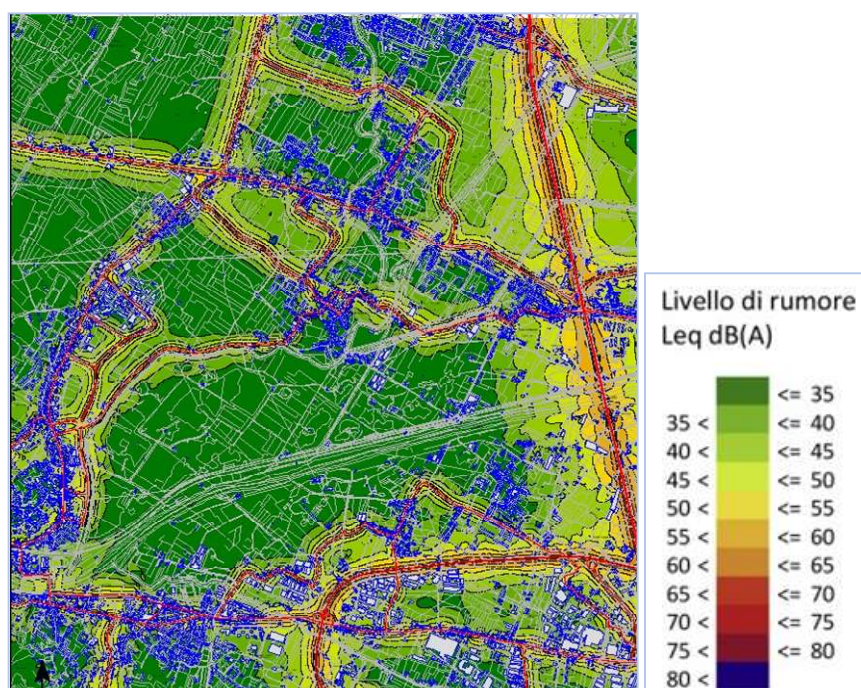 Livello di rumore
Leq dB(A)
<= 35
35 < <= 40
40 < <= 45
45 < <= 50
50 < <= 55
55 < <= 60
60 < <= 65
65 < <= 70
70 < <= 75
75 < <= 80
80 <